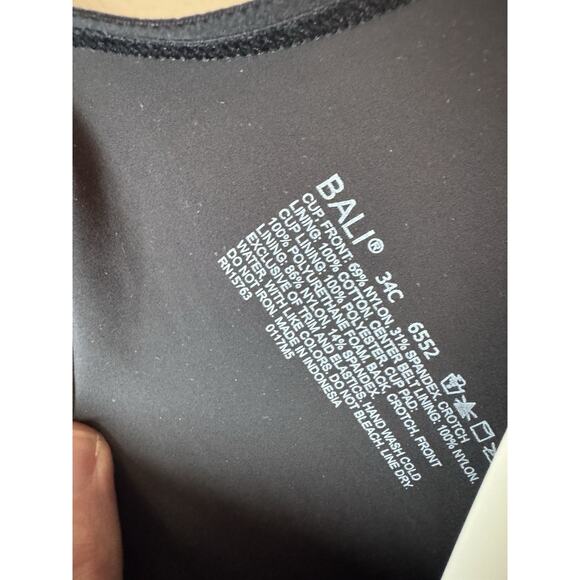 BALI® 34C 6552
CUP, FRONT: 69% NYLON, 31% SPANDEX, CROTCH
LINING: 100% COTTON, CENTER BELT LINING: 100% NYLON.
CUP LINING: 100% POLYESTER, CUP PAD:
100% POLYURETHANE FOAM. BACK, CROTCH, FRONT
LINING: 86% NYLON, 14% SPANDEX.
EXCLUSIVE OF TRIM AND ELASTICS. HAND WASH COLD
WATER, WITH LIKE COLORS, DO NOT BLEACH. LINE DRY.
DO NOT IRON. MADE IN INDONESIA
RN15763 0117M5